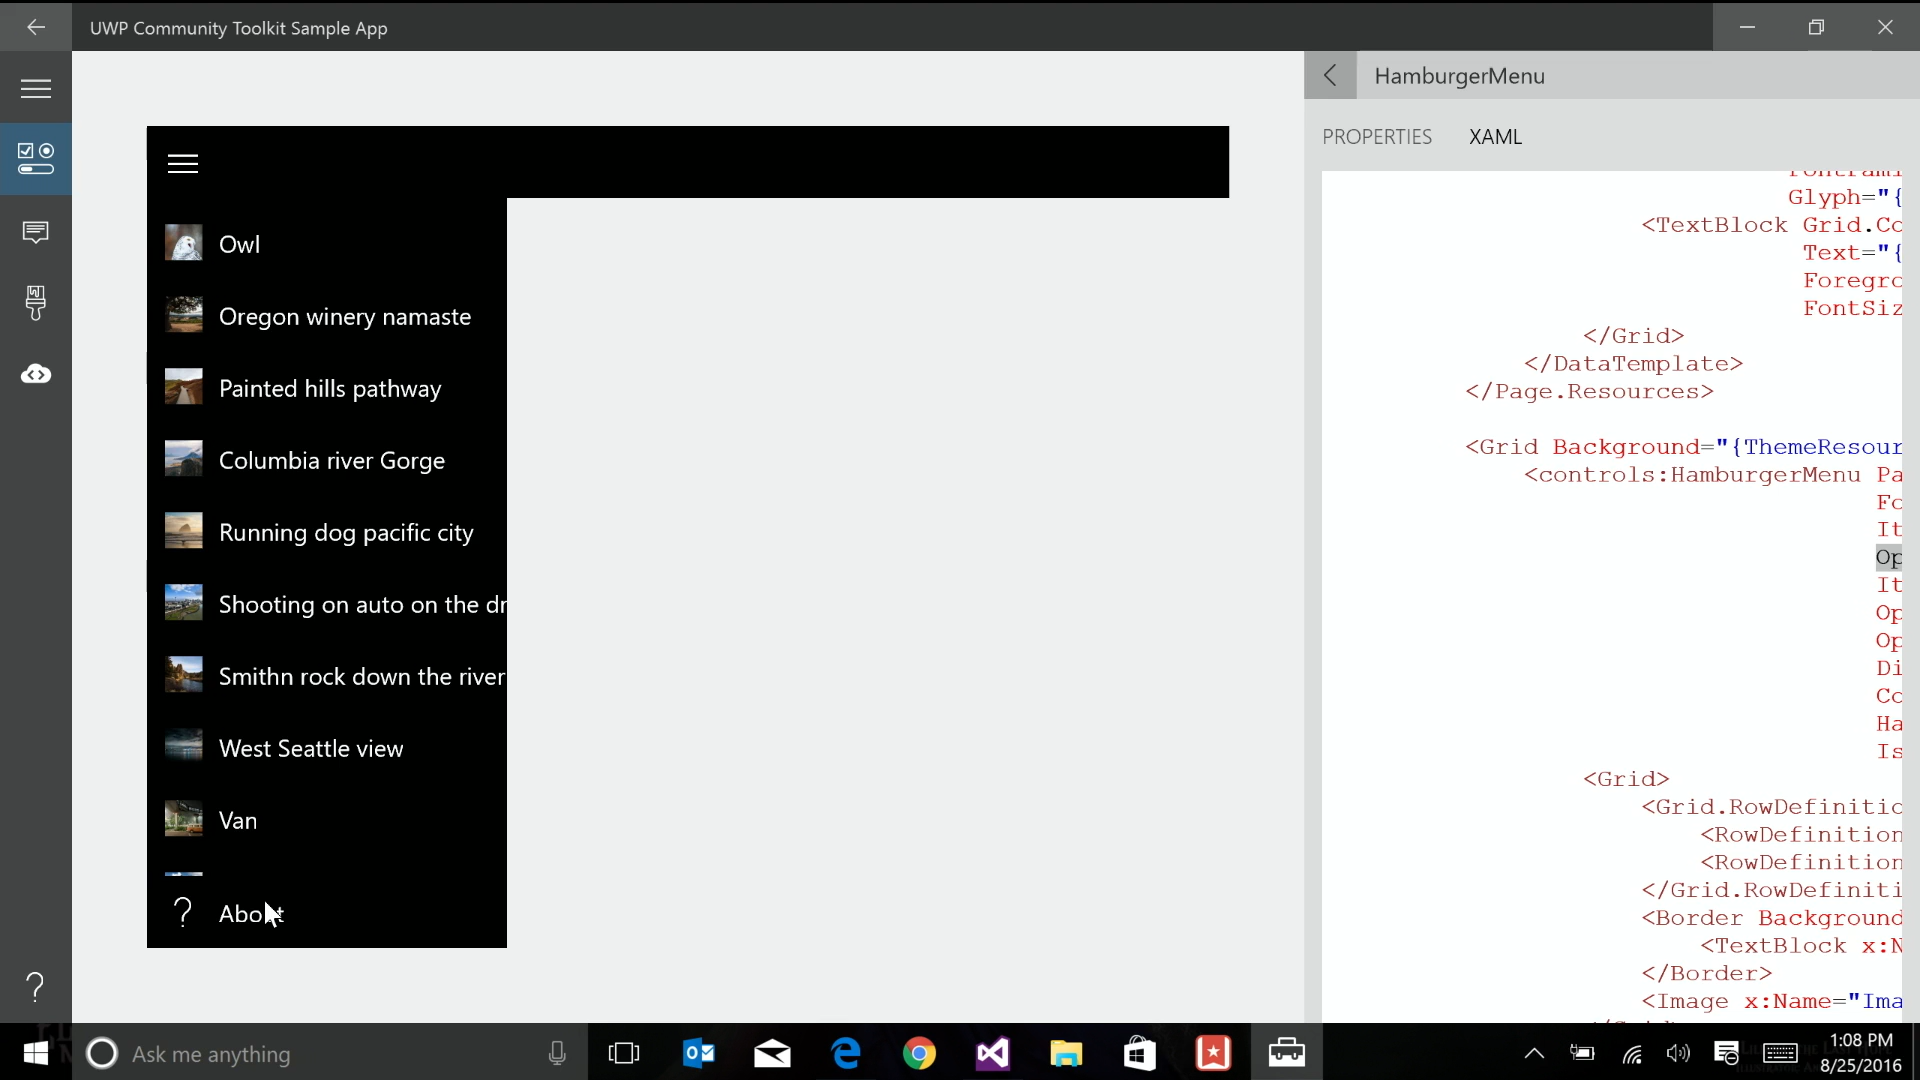 UWP Community Toolkit Sample App
HamburgerMenu
PROPERTIES XAML
Owl
Oregon winery namaste
Painted hills pathway
Columbia river Gorge
Running dog pacific city
Shooting on auto on the dr
Smithn rock down the river
West Seattle view
Van
? About
Glyph="{
<TextBlock Grid.Co
Text="{
Foregro
FontSiz
</Grid>
</DataTemplate>
</Page.Resources>
<Grid Background="{ThemeResour
<controls:HamburgerMenu Pa
Fo
It
Op
It
Op
Op
Di
Co
Ha
Is
<Grid>
<Grid.RowDefinitio
<RowDefinition
<RowDefinition
</Grid.RowDefiniti
<Border Background
<TextBlock x:N
</Border>
<Image x:Name="Ima
?
Ask me anything
1:08 PM
8/25/2016